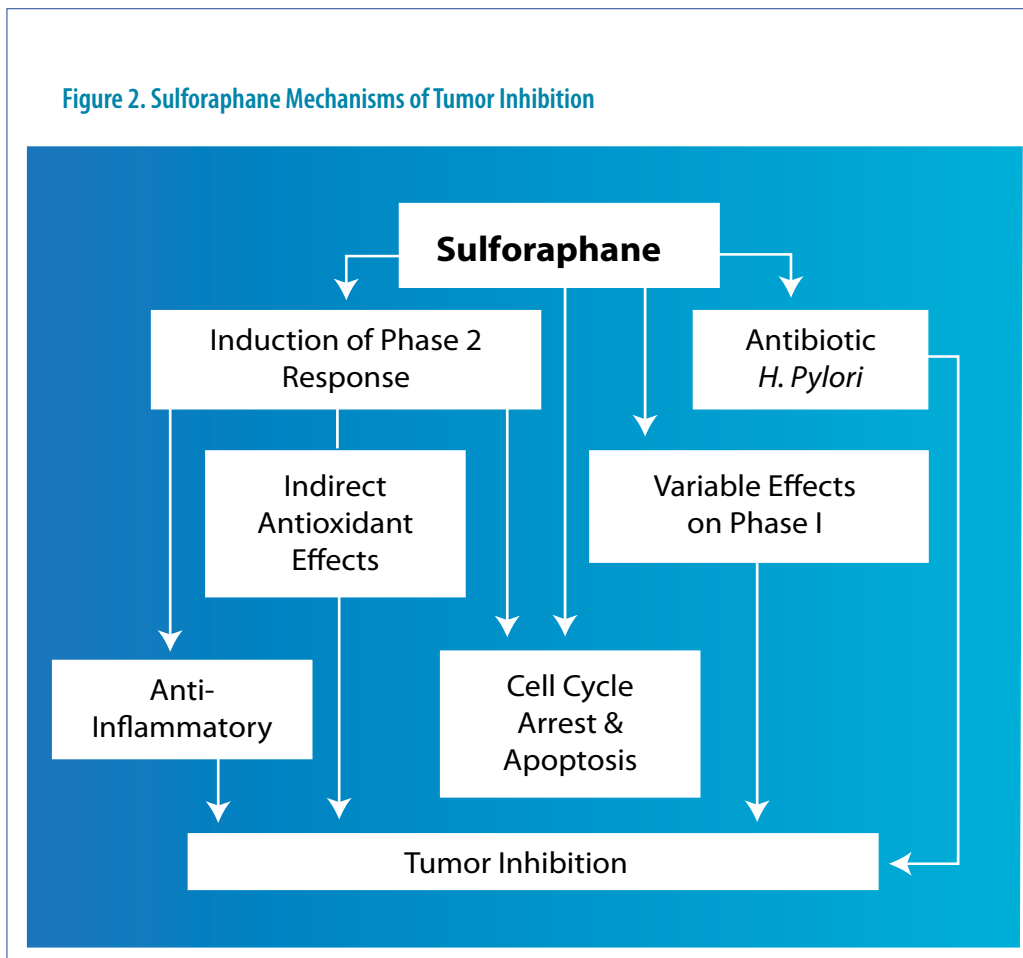 Figure 2. Sulforaphane Mechanisms of Tumor Inhibition
Sulforaphane
Induction of Phase 2
Response
Antibiotic
H. Pylori
Indirect
Antioxidant
Effects
Variable Effects
on Phase I
Anti-
Inflammatory
Cell Cycle
Arrest &
Apoptosis
Tumor Inhibition